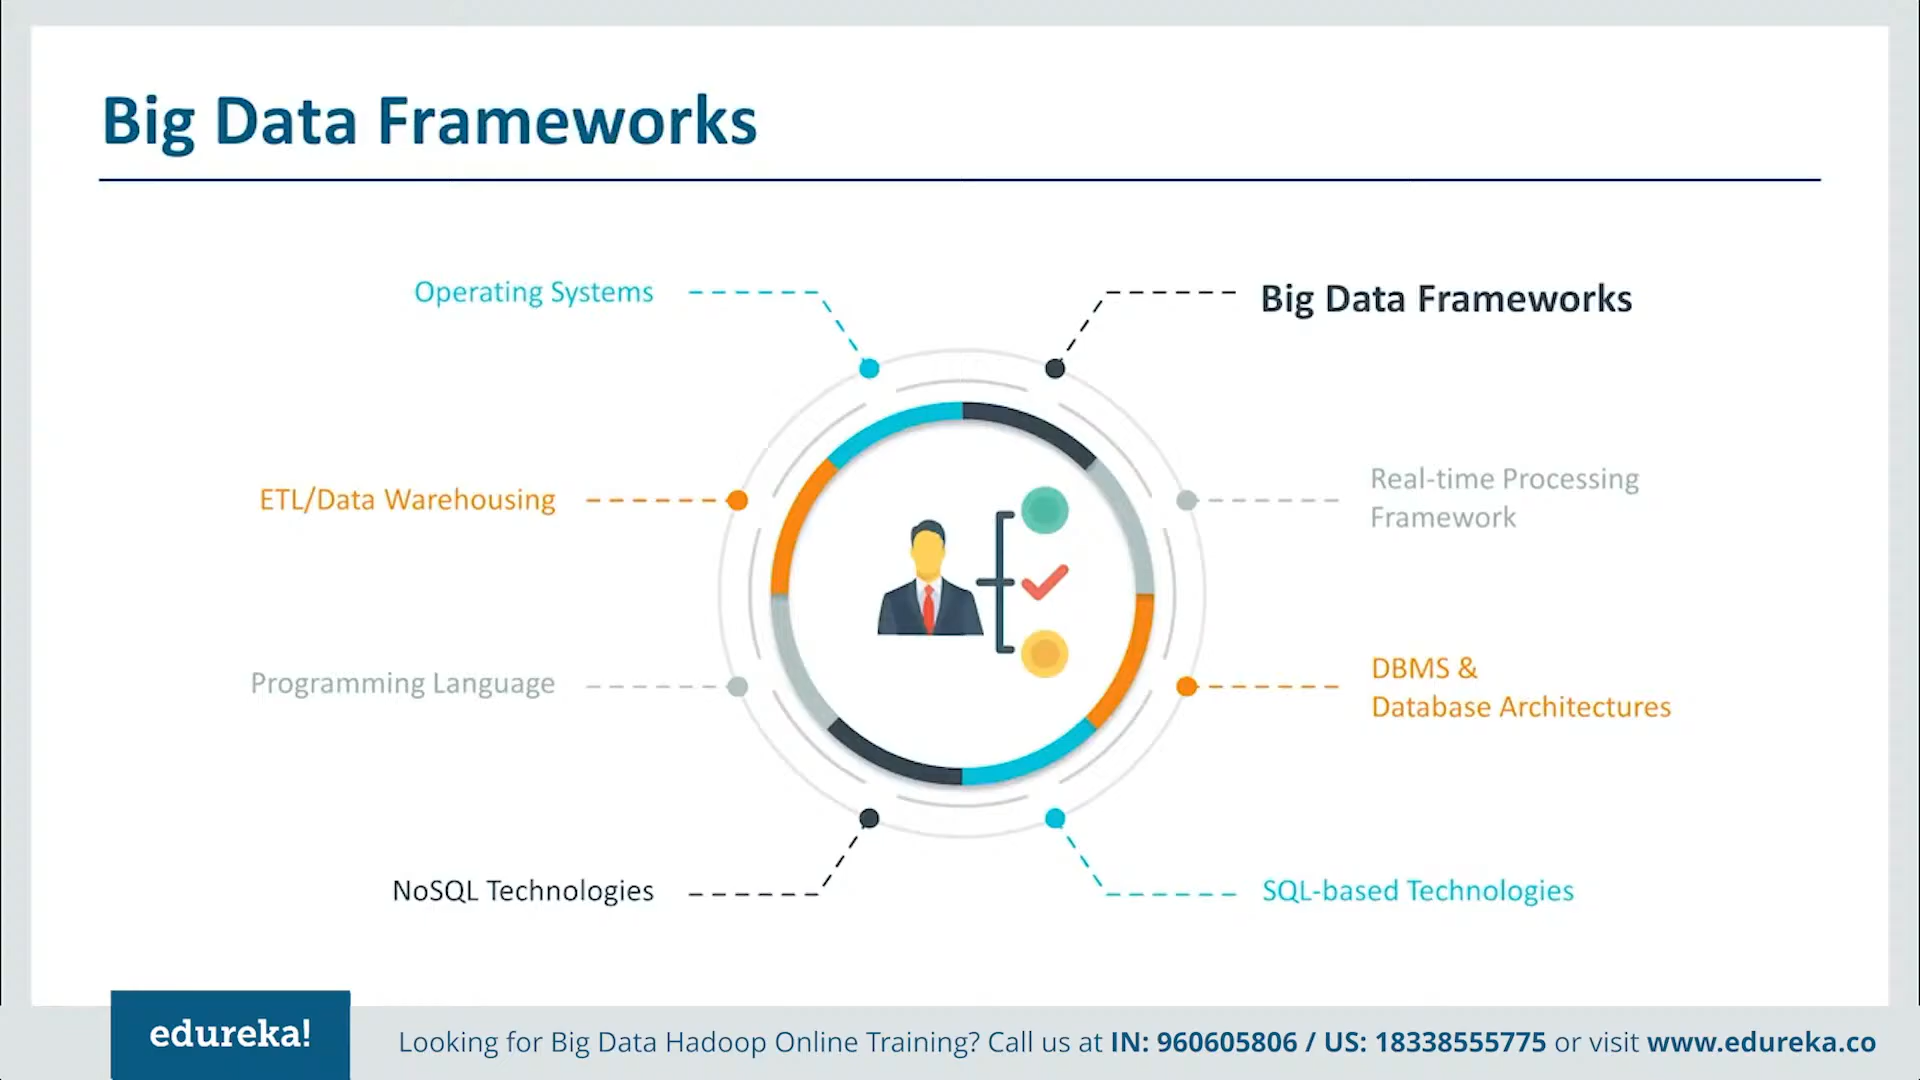 Big Data Frameworks
Operating Systems
Big Data Frameworks
ETL/Data Warehousing
Real-time Processing
Framework
Programming Language
DBMS &
Database Architectures
NoSQL Technologies
SQL-based Technologies
edureka!
Looking for Big Data Hadoop Online Training? Call us at IN: 960605806 / US: 18338555775 or visit www.edureka.co